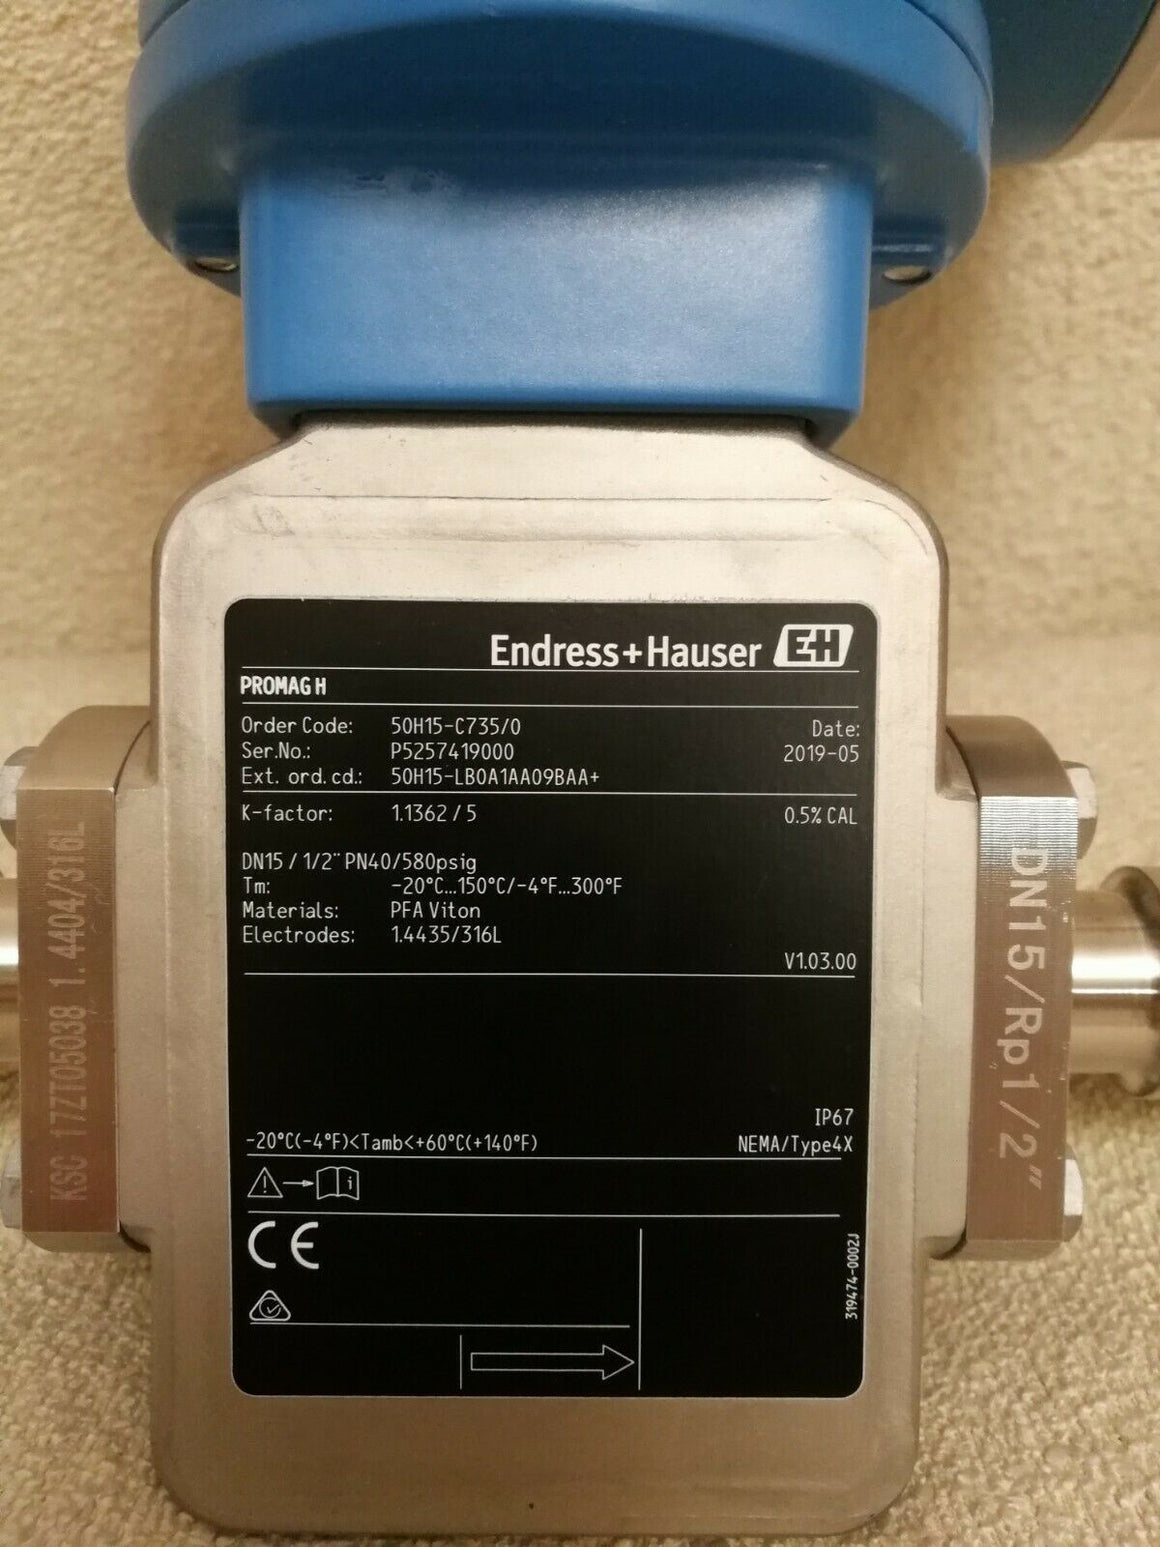 Endress+Hauser EH
PROMAG H
Order Code: 50H15-C735/0 Date:
Ser.No.: P5257419000 2019-05
Ext. ord. cd.: 50H15-LB0A1AA09BAA+
K-factor: 1.1362 / 5 0.5% CAL
DN15 / 1/2" PN40/580psig
Tm: -20°C...150°C/-4°F...300°F
Materials: PFA Viton
Electrodes: 1.4435/316L
V1.03.00
IP67
-20°C(-4°F)<Tamb<+60°C(+140°F) NEMA/Type4X
i
CE
319474-0002J
KSC 17ZT05038 1.4404/316L
DN15/Rp1/2"